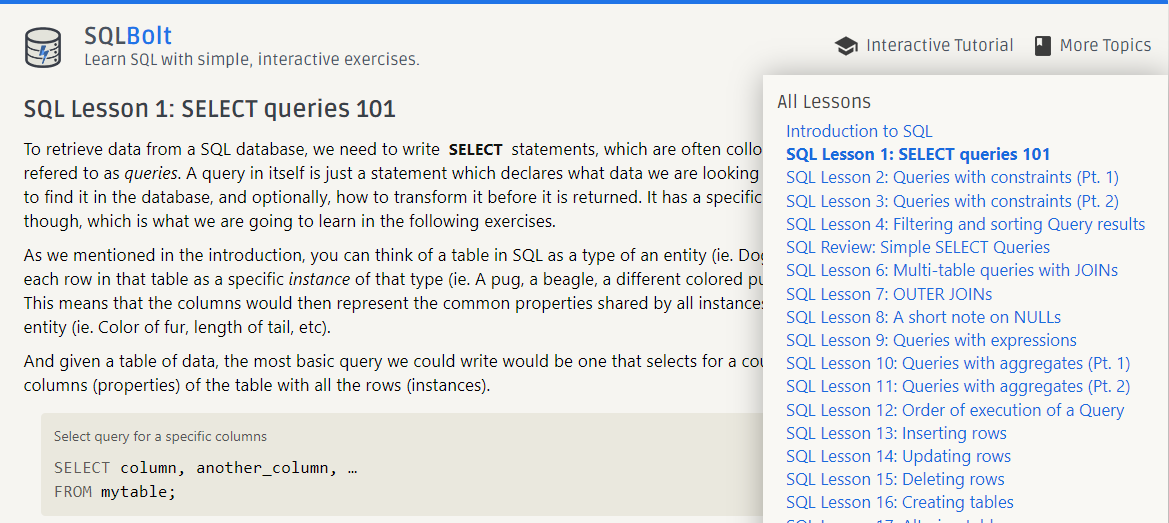 SQLBolt
Learn SQL with simple, interactive exercises.
Interactive Tutorial
More Topics
SQL Lesson 1: SELECT queries 101
To retrieve data from a SQL database, we need to write SELECT statements, which are often
refered to as queries. A query in itself is just a statement which declares what data we are looking
to find it in the database, and optionally, how to transform it before it is returned. It has a specific
though, which is what we are going to learn in the following exercises.
As we mentioned in the introduction, you can think of a table in SQL as a type of an entity (ie.
each row in that table as a specific instance of that type (ie. A pug, a beagle, a different colored
This means that the columns would then represent the common properties shared by all
entity (ie. Color of fur, length of tail, etc).
And given a table of data, the most basic query we could write would be one that selects for a
columns (properties) of the table with all the rows (instances).
Select query for a specific columns
SELECT column, another_column, …
FROM mytable;
All Lessons
Introduction to SQL
SQL Lesson 1: SELECT queries 101
SQL Lesson 2: Queries with constraints (Pt. 1)
SQL Lesson 3: Queries with constraints (Pt. 2)
SQL Lesson 4: Filtering and sorting Query results
SQL Review: Simple SELECT Queries
SQL Lesson 6: Multi-table queries with JOINs
SQL Lesson 7: OUTER JOINs
SQL Lesson 8: A short note on NULLs
SQL Lesson 9: Queries with expressions
SQL Lesson 10: Queries with aggregates (Pt. 1)
SQL Lesson 11: Queries with aggregates (Pt. 2)
SQL Lesson 12: Order of execution of a Query
SQL Lesson 13: Inserting rows
SQL Lesson 14: Updating rows
SQL Lesson 15: Deleting rows
SQL Lesson 16: Creating tables